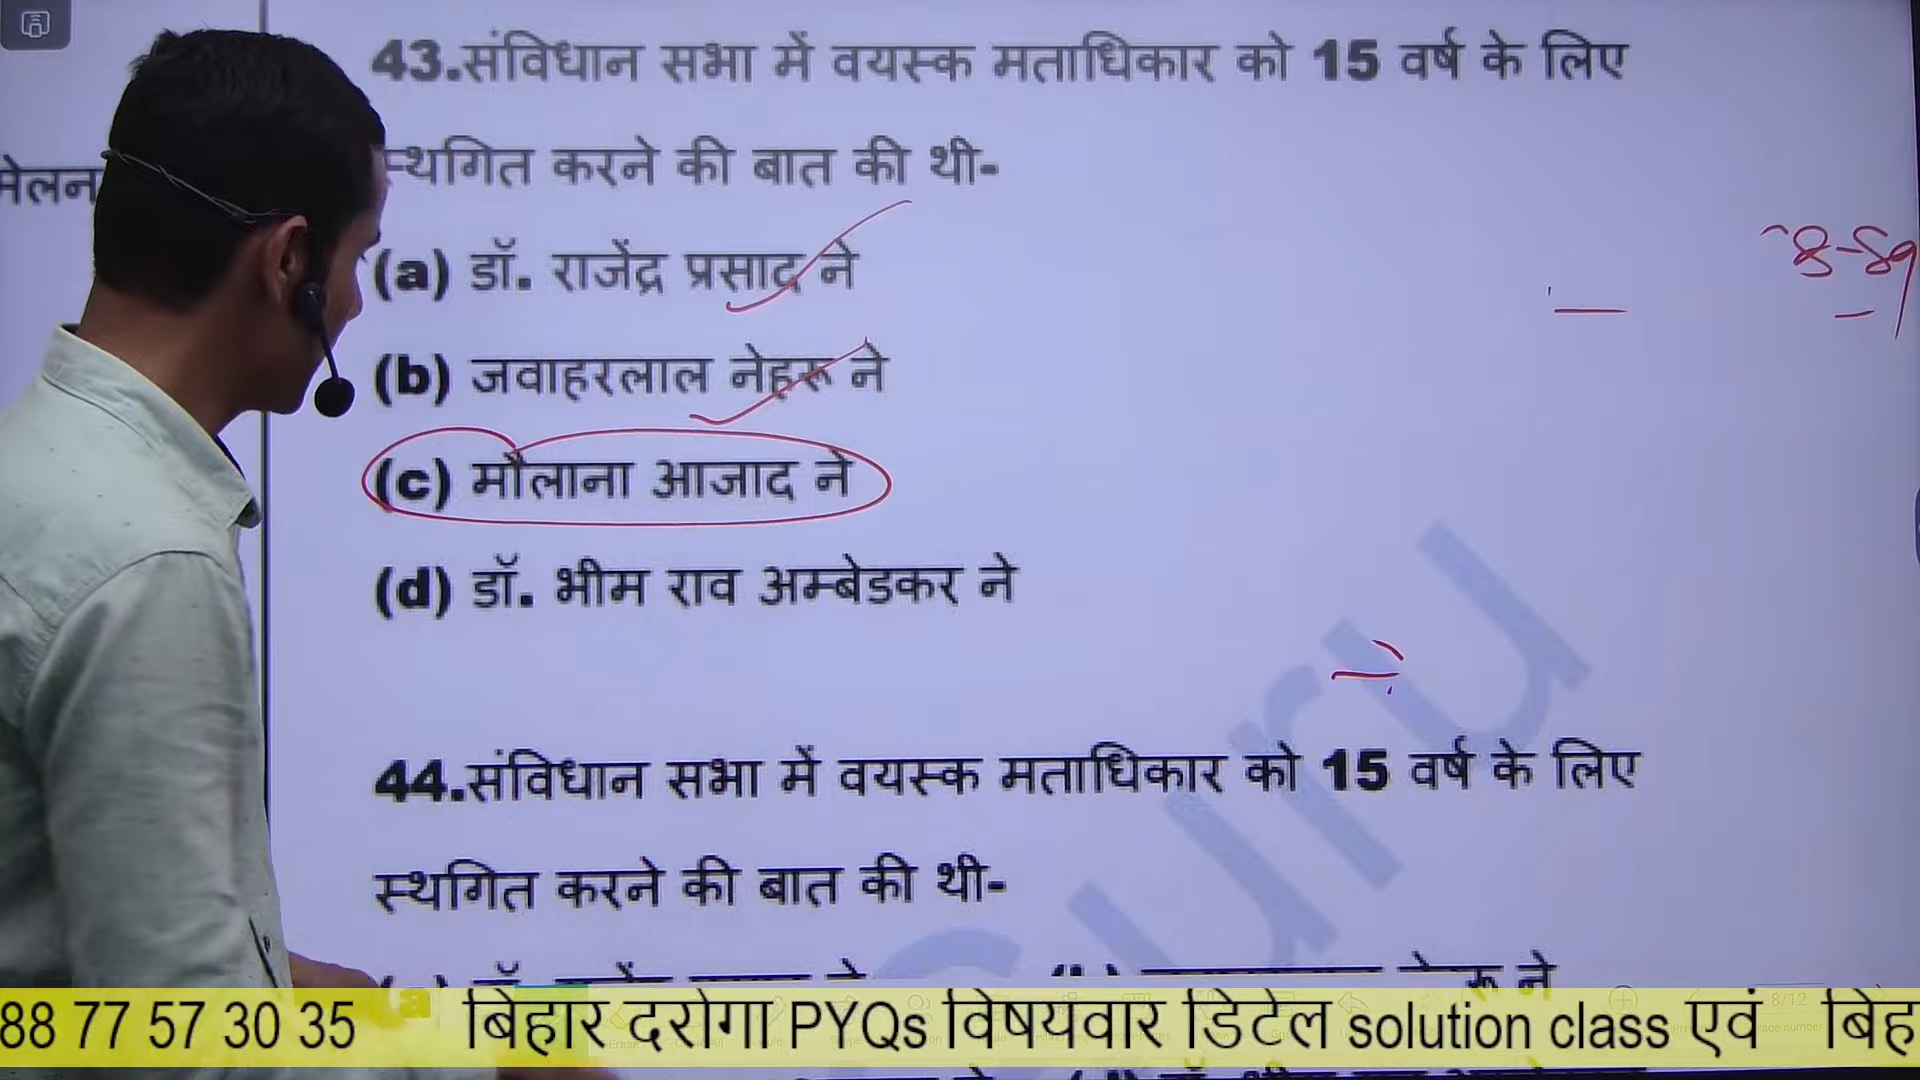 43.संविधान सभा में वयस्क मताधिकार को 15 वर्ष के लिए
स्थगित करने की बात की थी-
(a) डॉ. राजेंद्र प्रसाद ने
(b) जवाहरलाल नेहरू ने
(c) मौलाना आजाद ने
(d) डॉ. भीम राव अम्बेडकर ने
44.संविधान सभा में वयस्क मताधिकार को 15 वर्ष के लिए
स्थगित करने की बात की थी-
88 77 57 30 35 बिहार दरोगा PYQs विषयवार डिटेल solution class एवं बिह